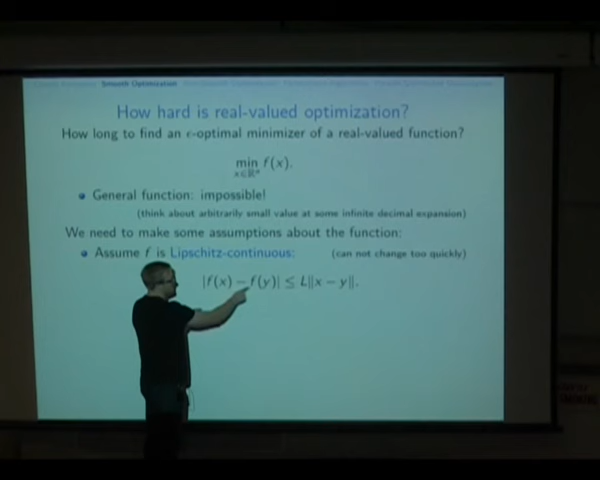 Smooth Optimization
How hard is real-valued optimization?
How long to find an ϵ-optimal minimizer of a real-valued function?
min f(x).
x∈ℝⁿ
General function: impossible!
(think about arbitrarily small value at some infinite decimal expansion)
We need to make some assumptions about the function:
Assume f is Lipschitz-continuous: (can not change too quickly)
|f(x) − f(y)| ≤ L‖x − y‖.